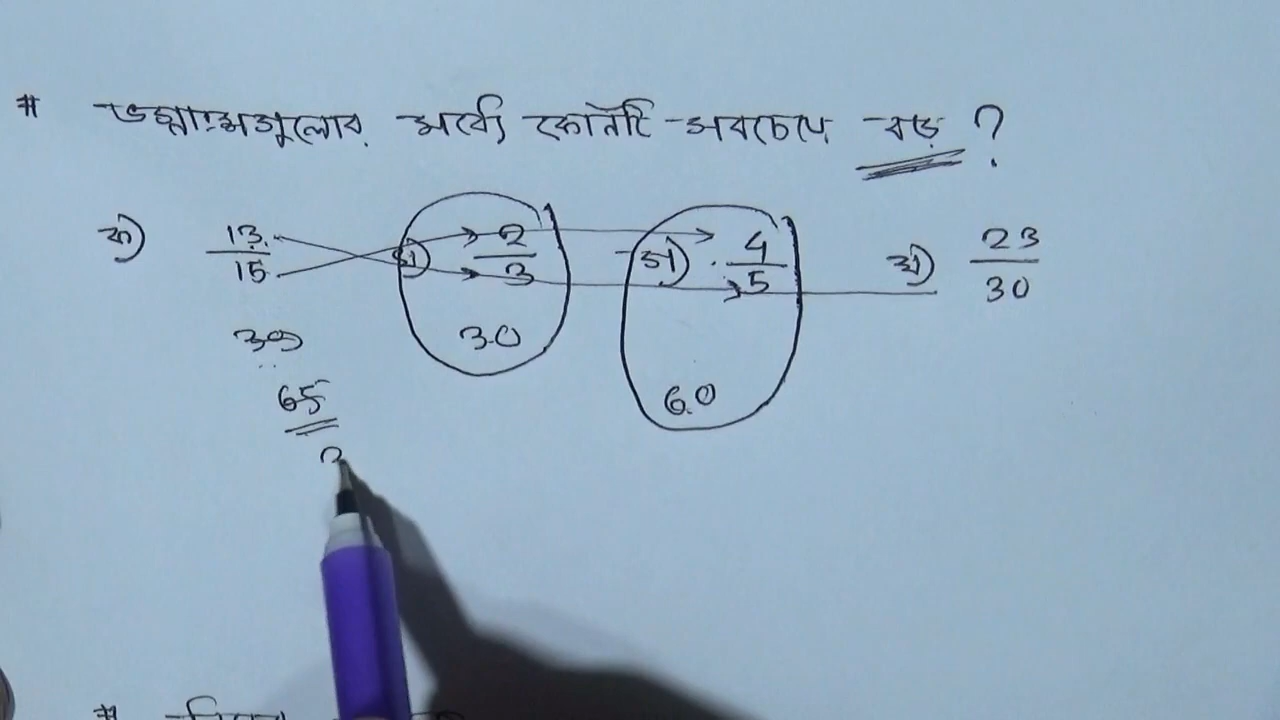 # ভগ্নাংশগুলোর মধ্যে কোনটি সবচেয়ে বড় ?
ক) 13/15 খ) 2/3 গ) 4/5 ঘ) 23/30
39 30
65 60
#